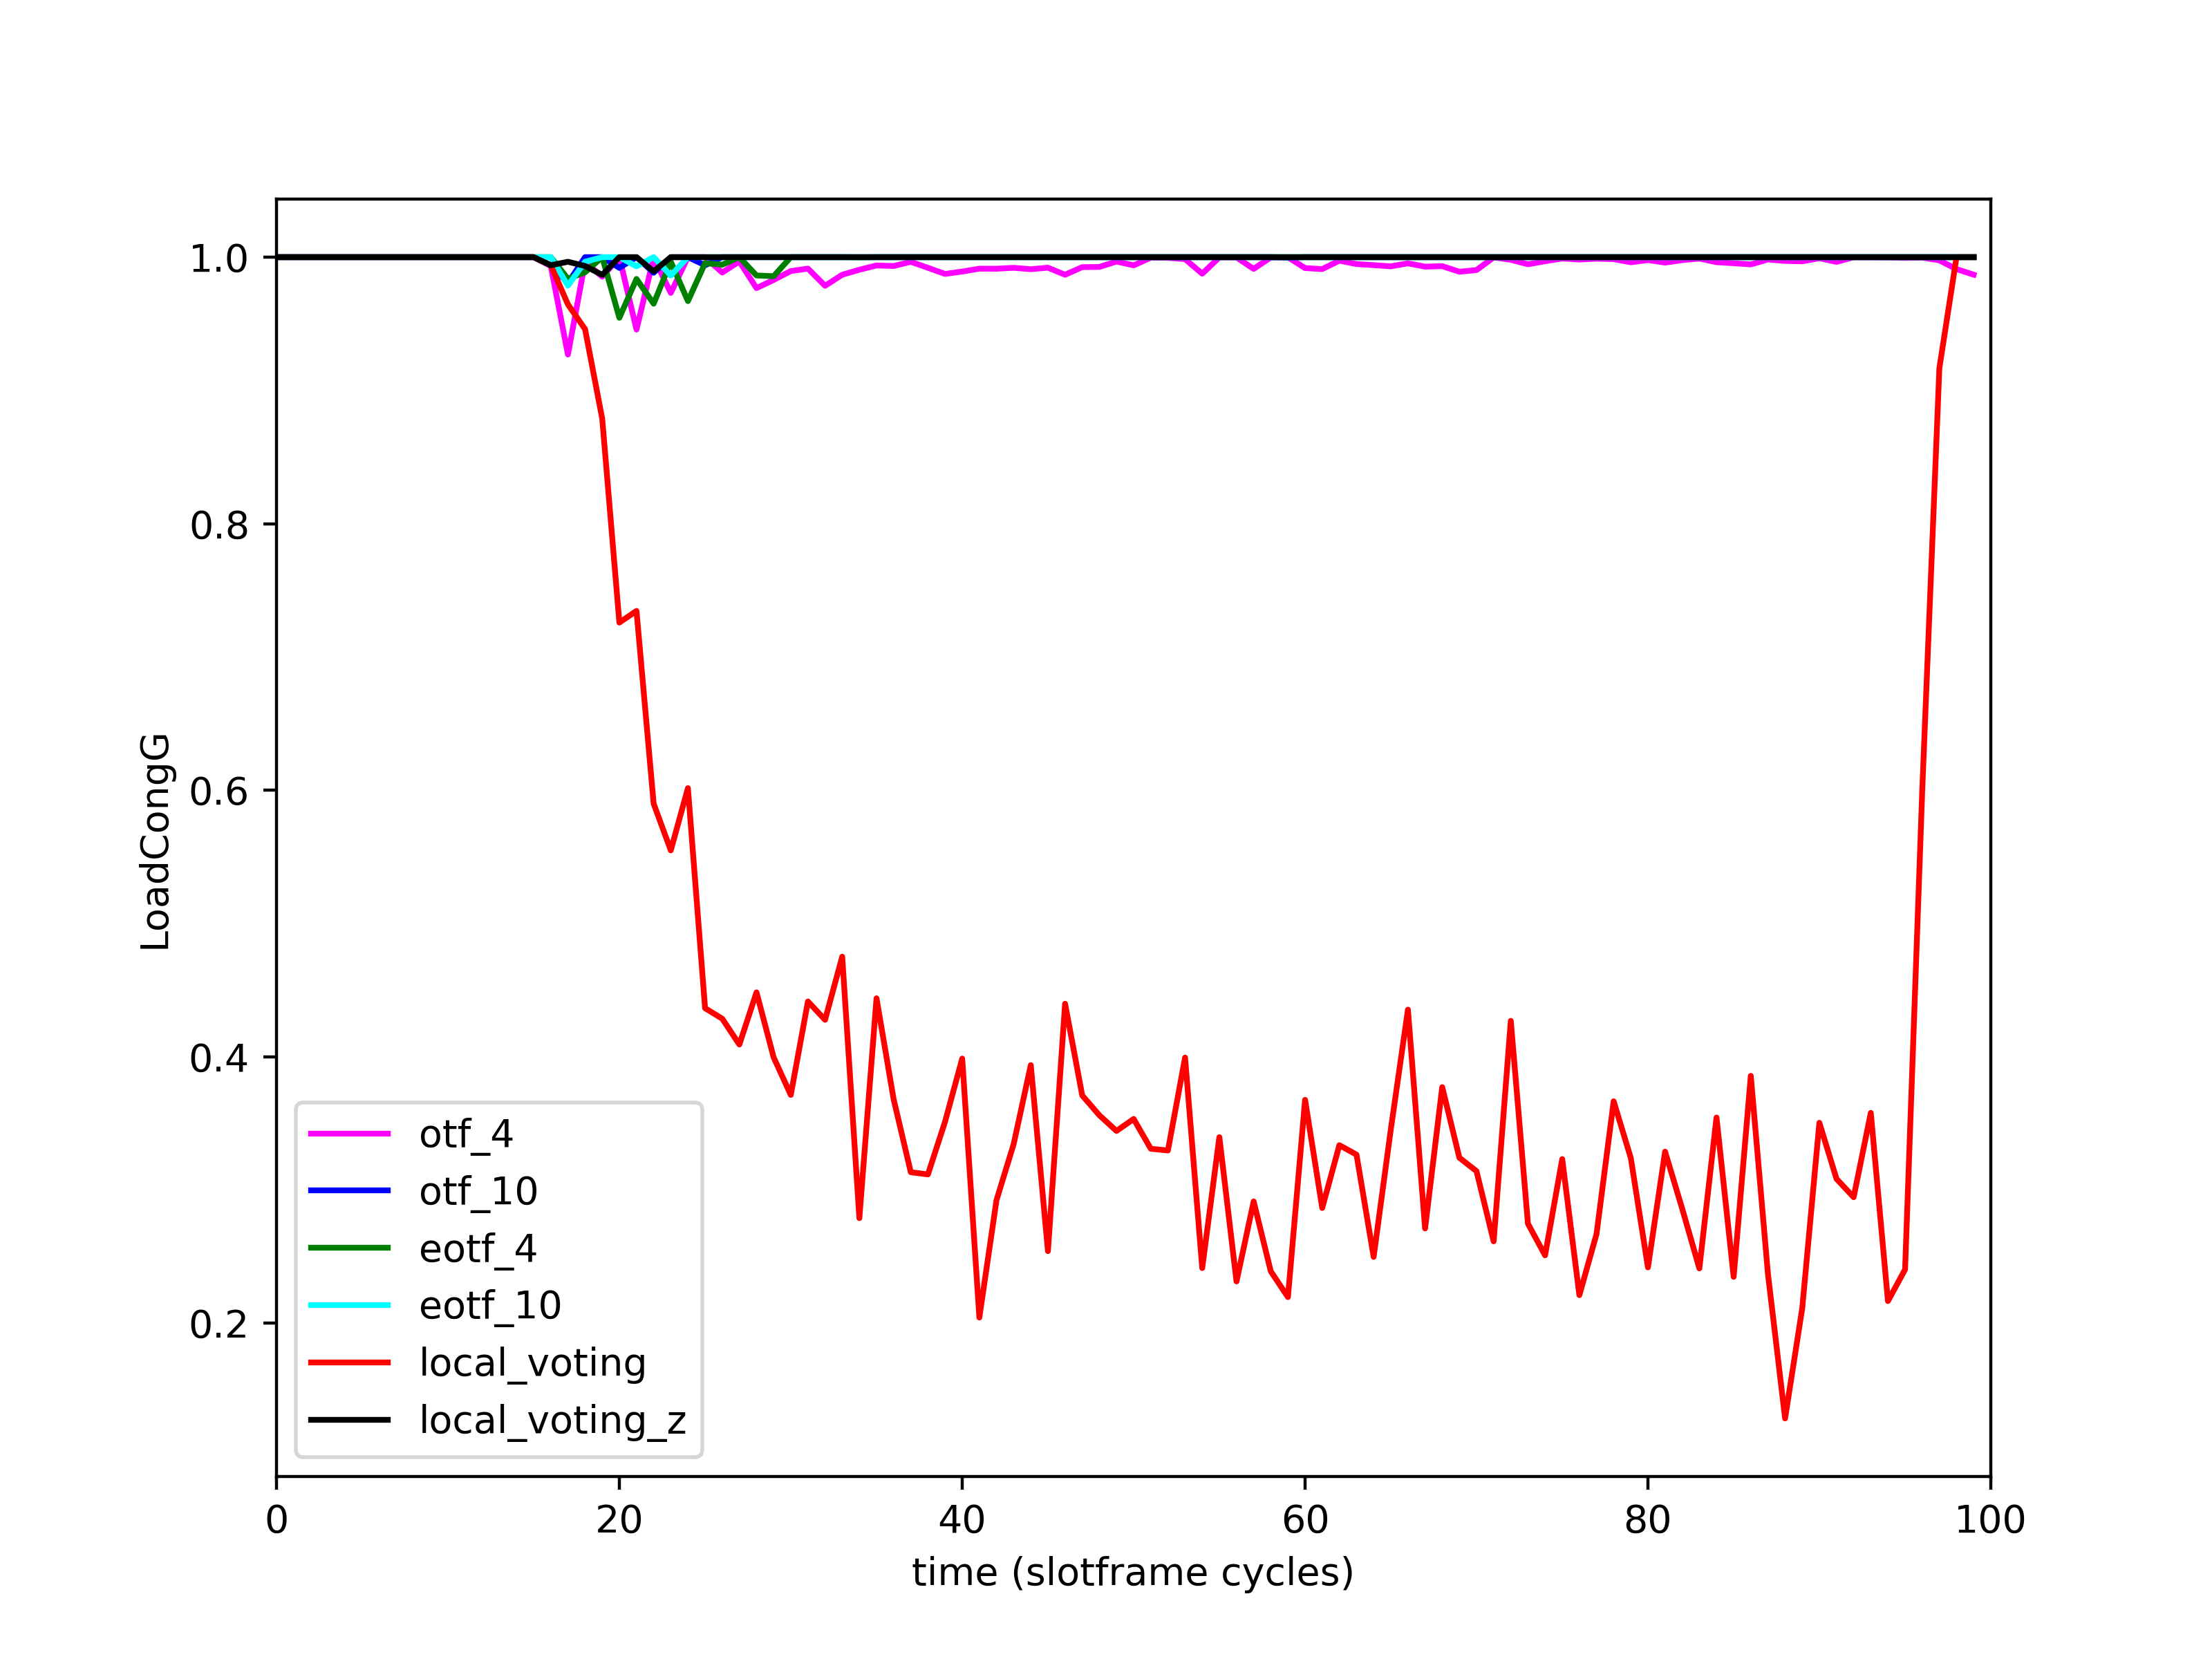 1.0
0.8
0.6
0.4
0.2
LoadCongG
otf_4
otf_10
eotf_4
eotf_10
local_voting
local_voting_z
0 20 40 60 80 100
time (slotframe cycles)